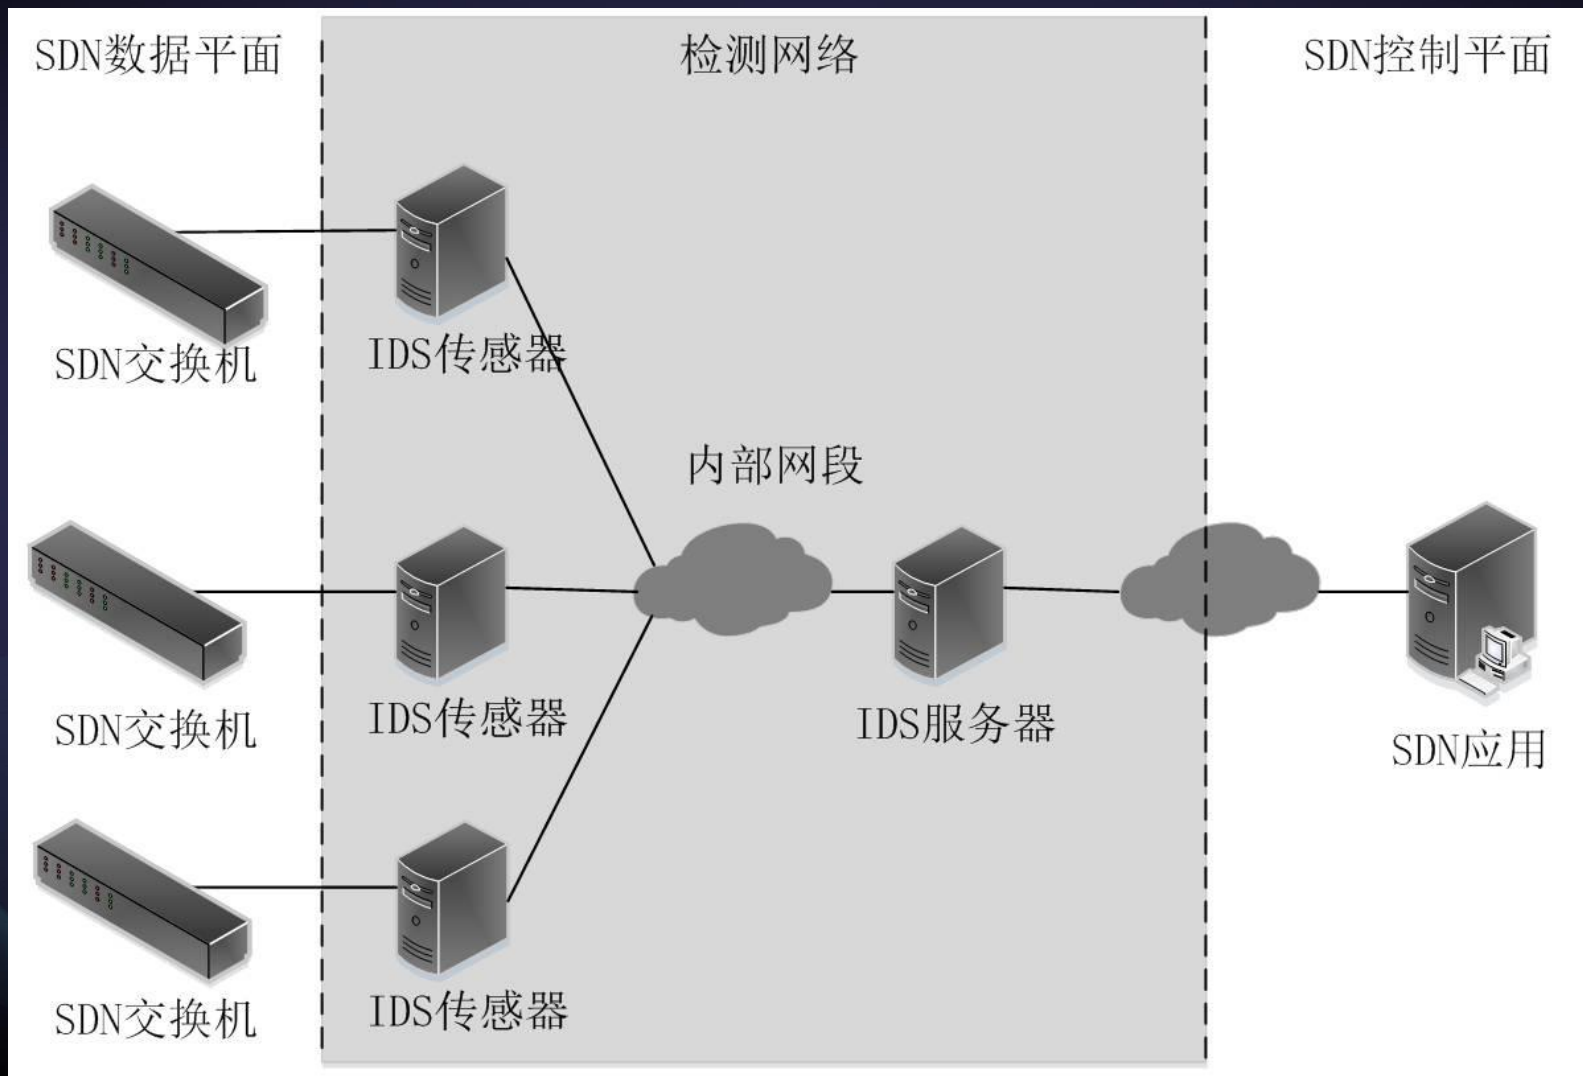 SDN数据平面
检测网络
SDN控制平面
SDN交换机
IDS传感器
内部网段
SDN交换机
IDS传感器
IDS服务器
SDN应用
SDN交换机
IDS传感器